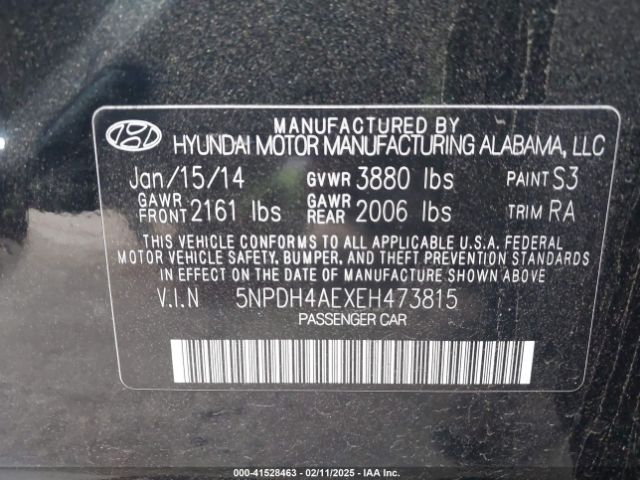 MANUFACTURED BY
HYUNDAI MOTOR MANUFACTURING ALABAMA, LLC
Jan/15/14 GVWR 3880 lbs PAINT S3
GAWR FRONT 2161 lbs GAWR REAR 2006 lbs TRIM RA
THIS VEHICLE CONFORMS TO ALL APPLICABLE U.S.A. FEDERAL
MOTOR VEHICLE SAFETY, BUMPER, AND THEFT PREVENTION STANDARDS
IN EFFECT ON THE DATE OF MANUFACTURE SHOWN ABOVE.
V.I.N 5NPDH4AEXEH473815
PASSENGER CAR
000-41528463 - 02/11/2025 - IAA Inc.